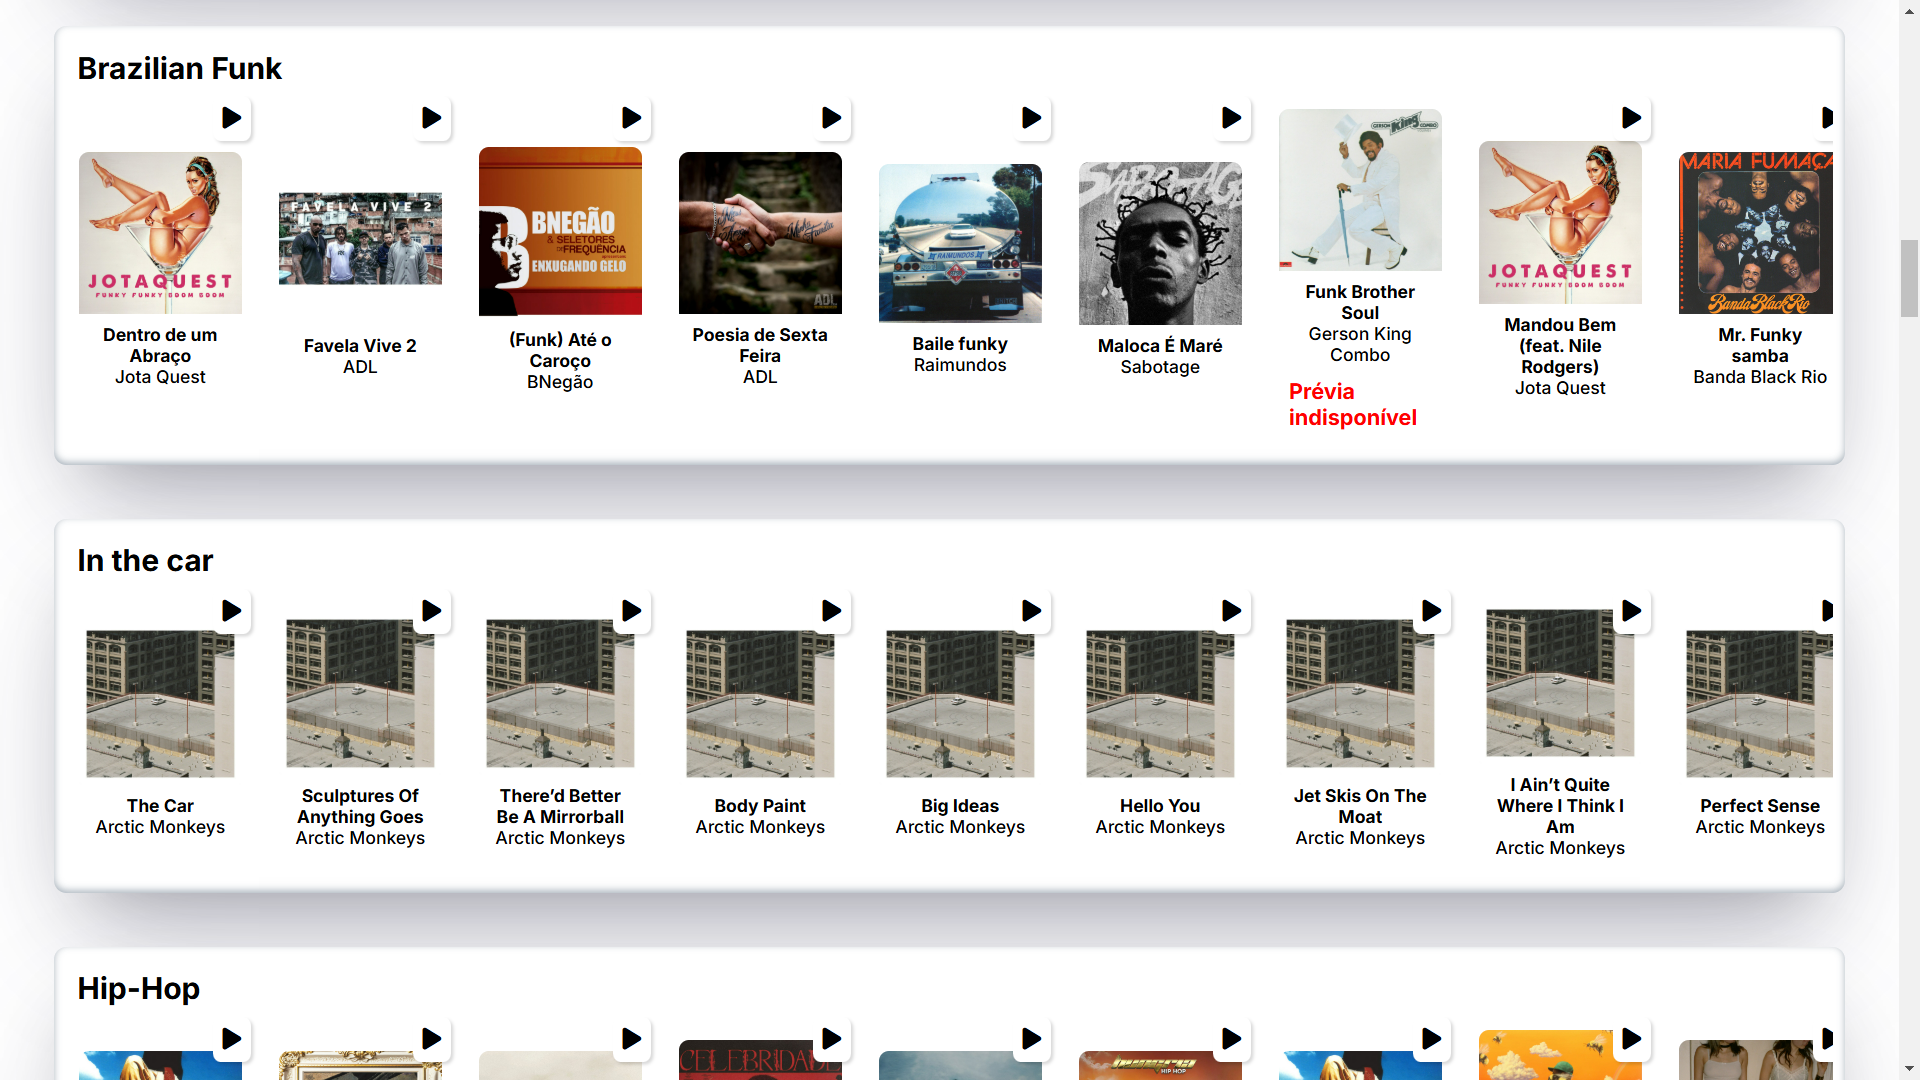 Brazilian Funk
JOTAQUEST
FUNKY FUNKY BOOM BOOM
Dentro de um
Abraço
Jota Quest
FAVELA VIVE 2
Favela Vive 2
ADL
BNEGÃO
& SELETORES
DE FREQUÊNCIA
ENXUGANDO GELO
(Funk) Até o
Caroço
BNegão
ADL
Poesia de Sexta
Feira
ADL
RAIMUNDOS
Baile funky
Raimundos
SABOTAGE
Maloca É Maré
Sabotage
GERSON King COMBO
Funk Brother
Soul
Gerson King
Combo
Prévia
indisponível
JOTAQUEST
FUNKY FUNKY BOOM BOOM
Mandou Bem
(feat. Nile
Rodgers)
Jota Quest
MARIA FUMAÇA
Banda Black Rio
Mr. Funky
samba
Banda Black Rio
In the car
The Car
Arctic Monkeys
Sculptures Of
Anything Goes
Arctic Monkeys
There’d Better
Be A Mirrorball
Arctic Monkeys
Body Paint
Arctic Monkeys
Big Ideas
Arctic Monkeys
Hello You
Arctic Monkeys
Jet Skis On The
Moat
Arctic Monkeys
I Ain’t Quite
Where I Think I
Am
Arctic Monkeys
Perfect Sense
Arctic Monkeys
Hip-Hop
CELEBRIDADE
HIP HOP